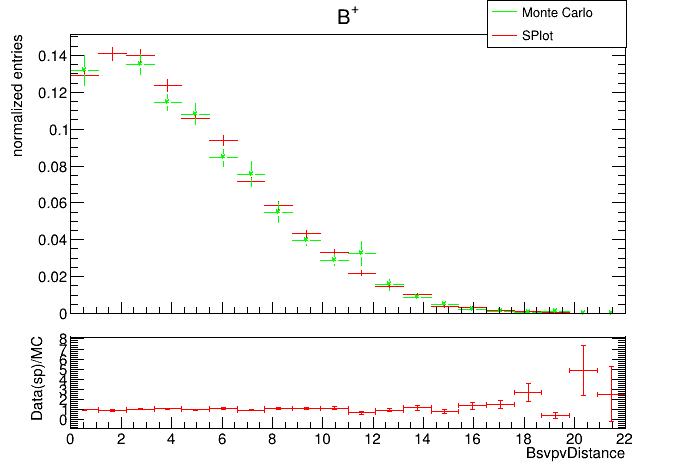 B⁺
Monte Carlo
SPlot
normalized entries
0.14
0.12
0.1
0.08
0.06
0.04
0.02
0
Data(sp)/MC
8
7
6
5
4
3
2
1
0
0 2 4 6 8 10 12 14 16 18 20 22
BsvpvDistance